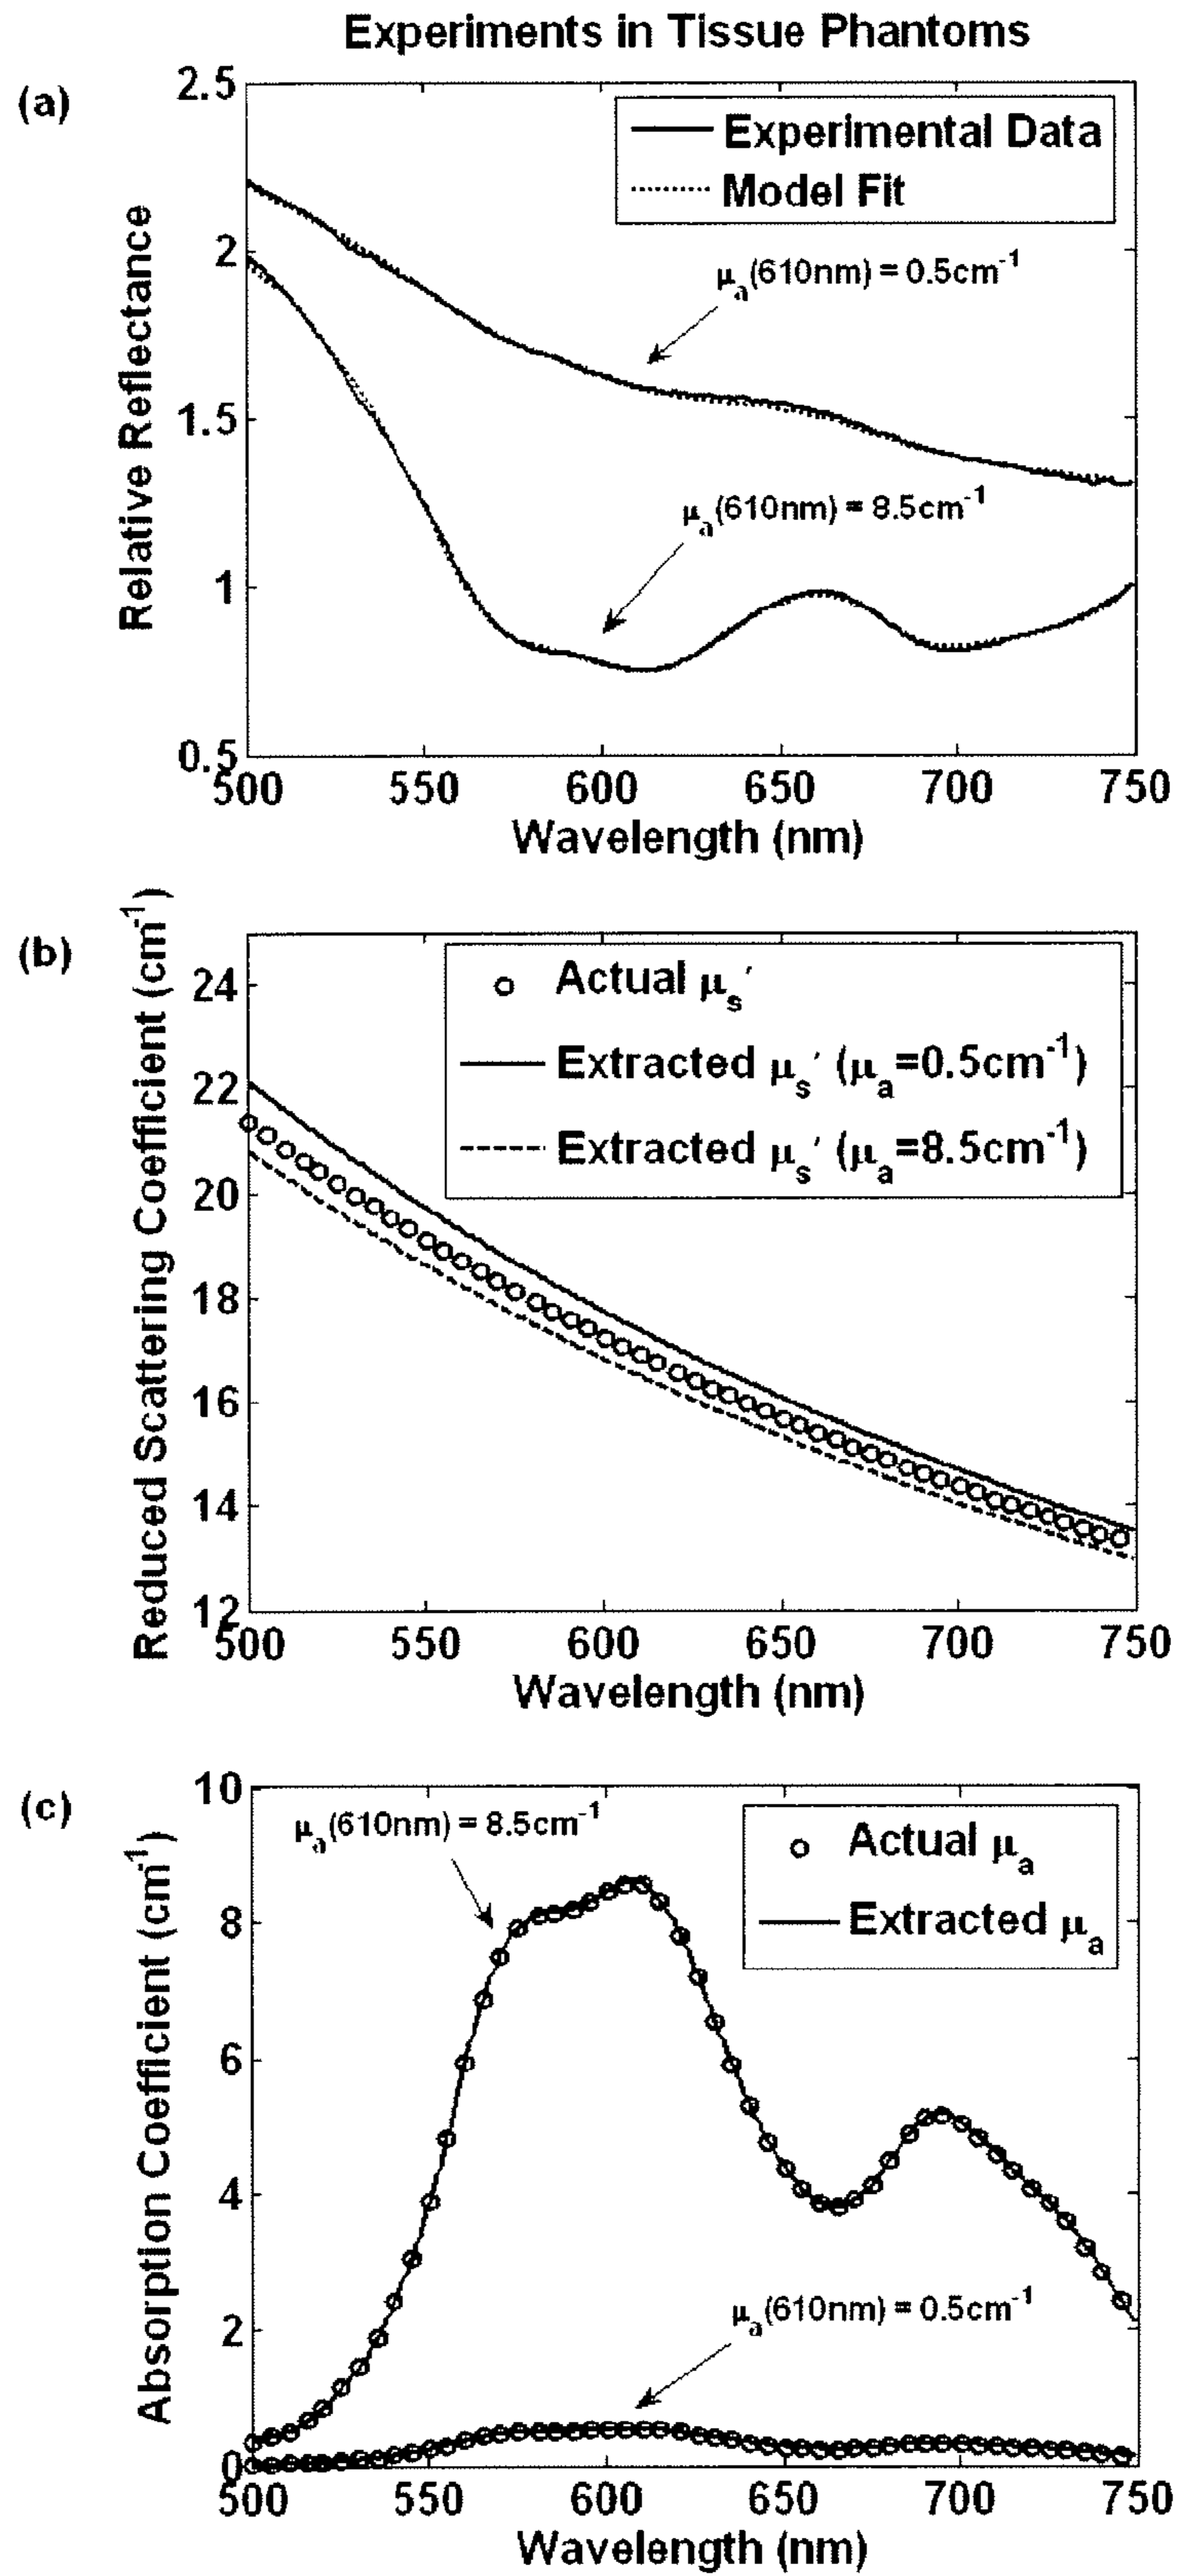 Experiments in Tissue Phantoms
(a)
Relative Reflectance
2.5
2
1.5
1
0.5
Experimental Data
Model Fit
μa(610nm) = 0.5cm-1
μa(610nm) = 8.5cm-1
500 550 600 650 700 750
Wavelength (nm)
(b)
Reduced Scattering Coefficient (cm-1)
24
22
20
18
16
14
12
Actual μs′
Extracted μs′ (μa=0.5cm-1)
Extracted μs′ (μa=8.5cm-1)
500 550 600 650 700 750
Wavelength (nm)
(c)
Absorption Coefficient (cm-1)
10
8
6
4
2
0
μa(610nm) = 8.5cm-1
Actual μa
Extracted μa
μa(610nm) = 0.5cm-1
500 550 600 650 700 750
Wavelength (nm)